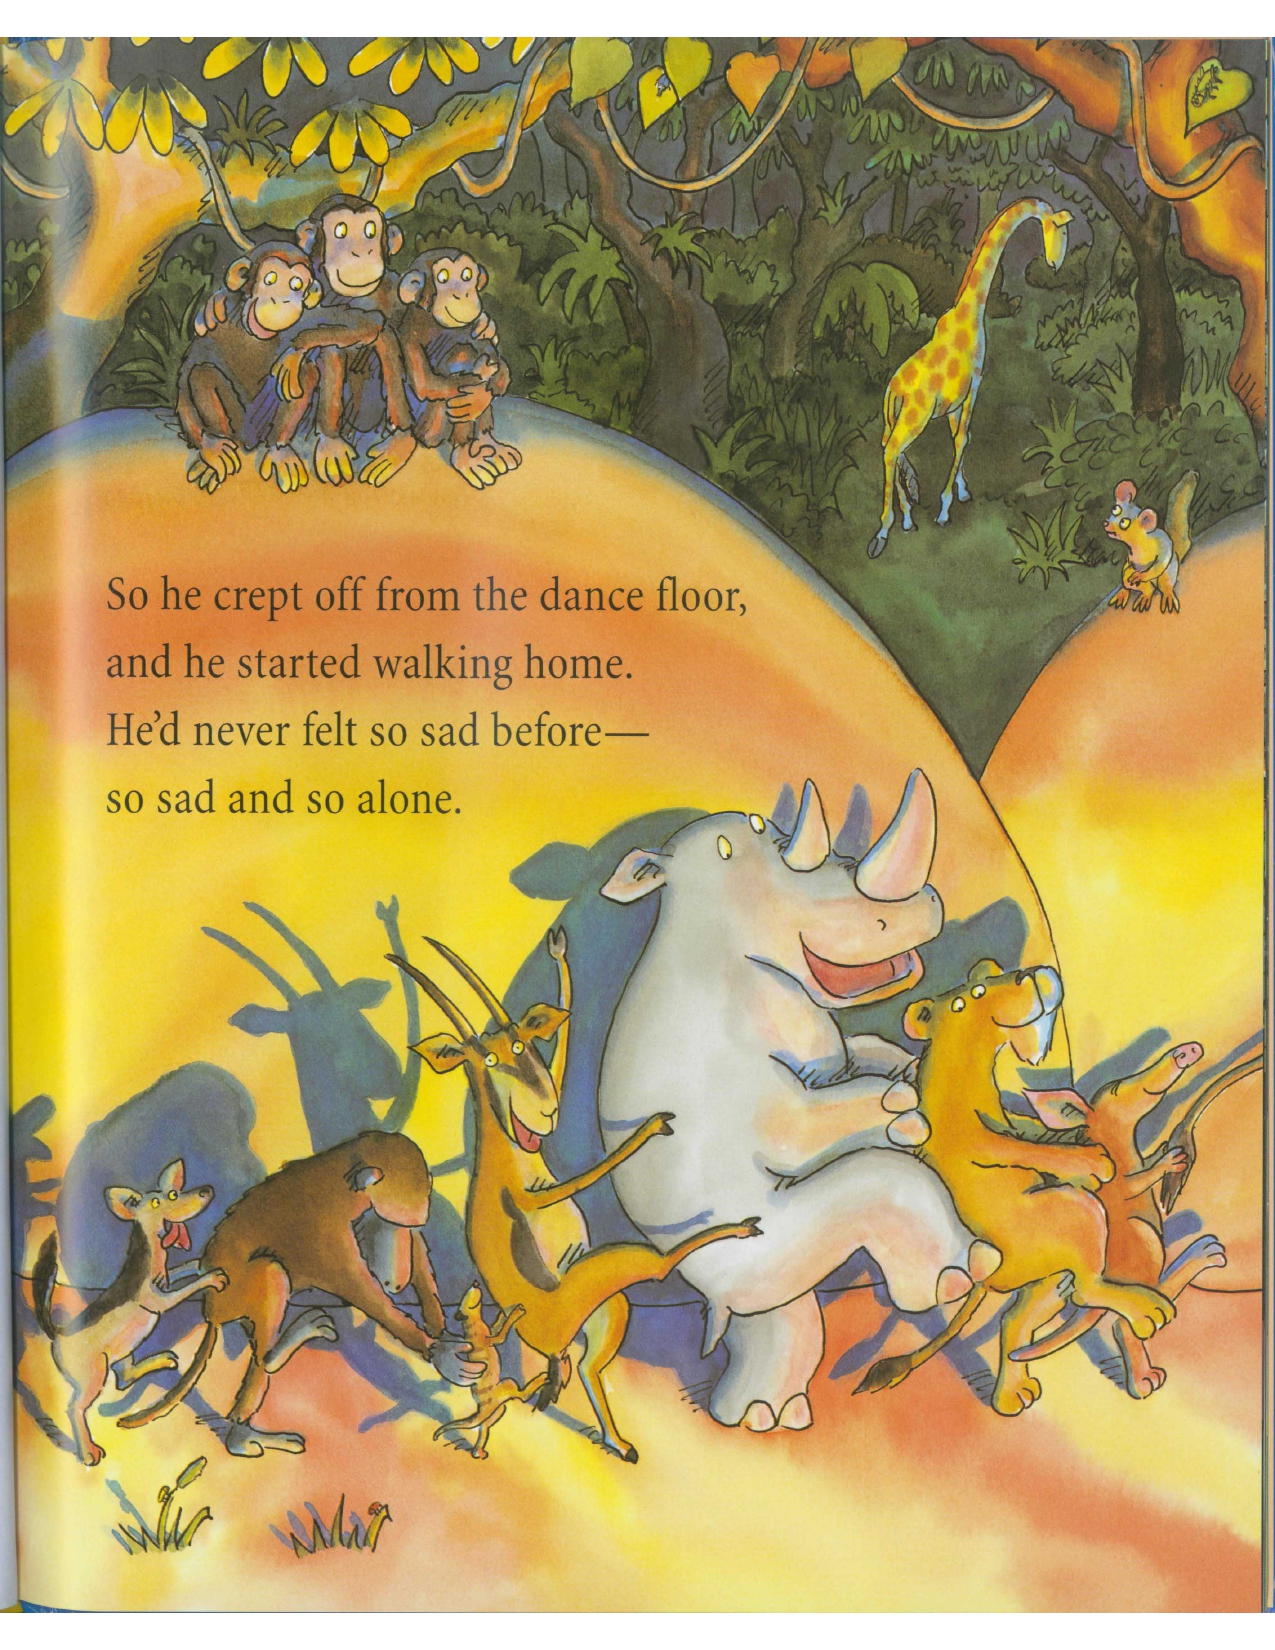 So he crept off from the dance floor,
and he started walking home.
He’d never felt so sad before—
so sad and so alone.